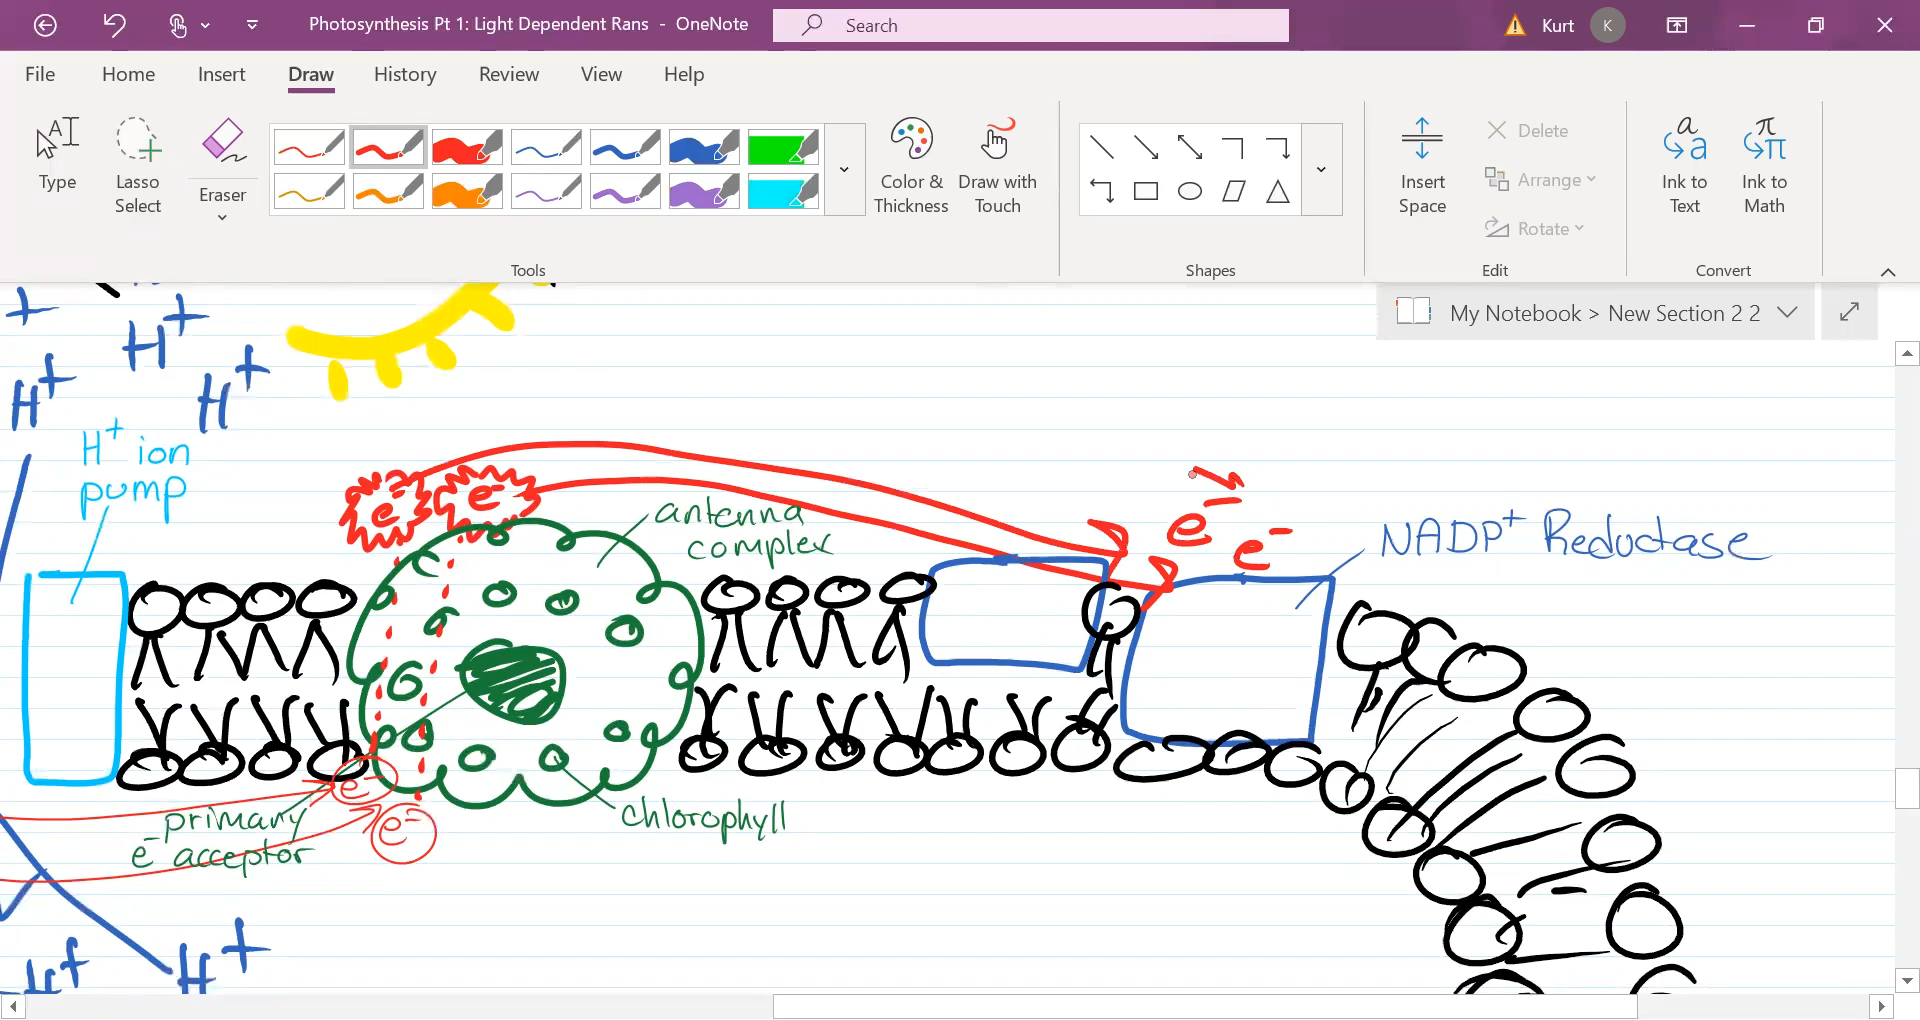 Photosynthesis Pt 1: Light Dependent Rans - OneNote
Search
Kurt
K
File Home Insert Draw History Review View Help
Type
Lasso Select
Eraser
Color & Thickness
Draw with Touch
Insert Space
Delete
Arrange
Rotate
Ink to Text
Ink to Math
Tools
Shapes
Edit
Convert
My Notebook > New Section 2 2
+
H+
H+
H+
H+ ion
pump
e-
e-
antenna
complex
e-
e-
NADP+ Reductase
e-
e-
primary
e- acceptor
chlorophyll
H+
H+